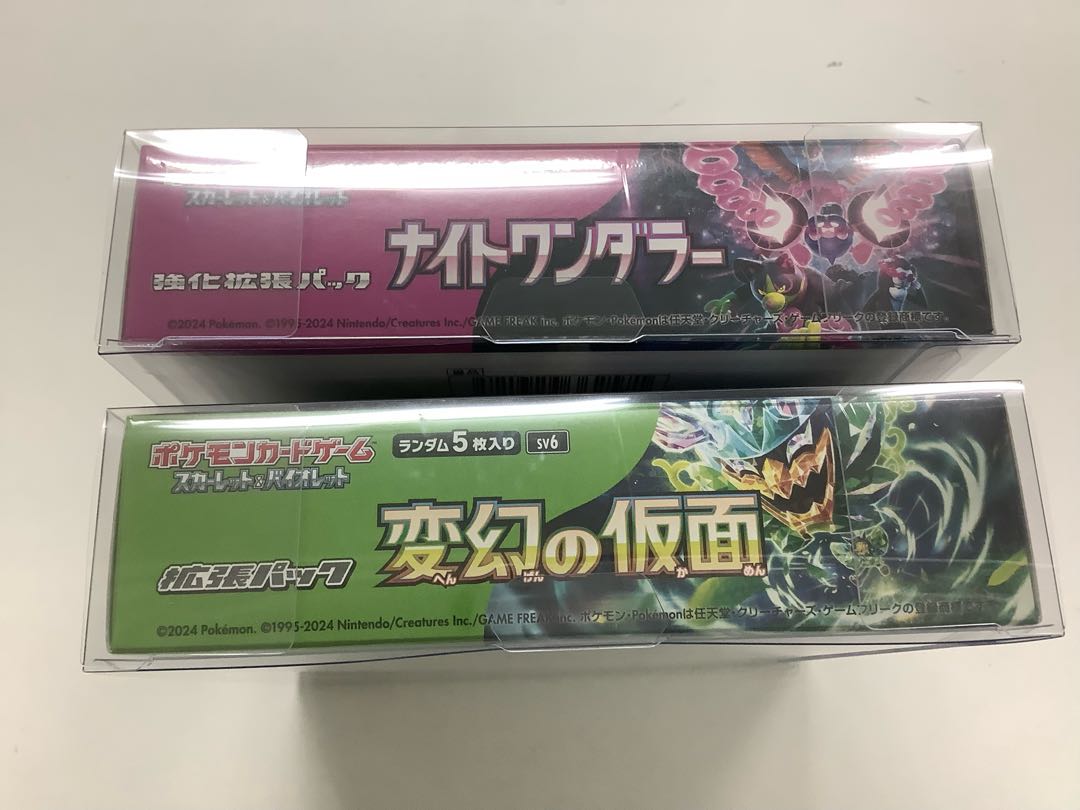 スカーレット&バイオレット
ナイトワンダラー
強化拡張パック
©2024 Pokémon. ©1995-2024 Nintendo/Creatures Inc./GAME FREAK inc. ポケモン・Pokémonは任天堂・クリーチャーズ・ゲームフリークの登録商標です。
ポケモンカードゲーム
スカーレット&バイオレット
ランダム5枚入り
SV6
変幻の仮面
へん げん か めん
拡張パック
©2024 Pokémon. ©1995-2024 Nintendo/Creatures Inc./GAME FREAK inc. ポケモン・Pokémonは任天堂・クリーチャーズ・ゲームフリークの登録商標です